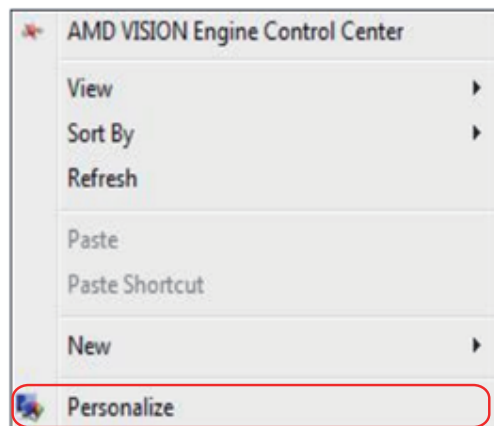 AMD VISION Engine Control Center
View
Sort By
Refresh
Paste
Paste Shortcut
New
Personalize